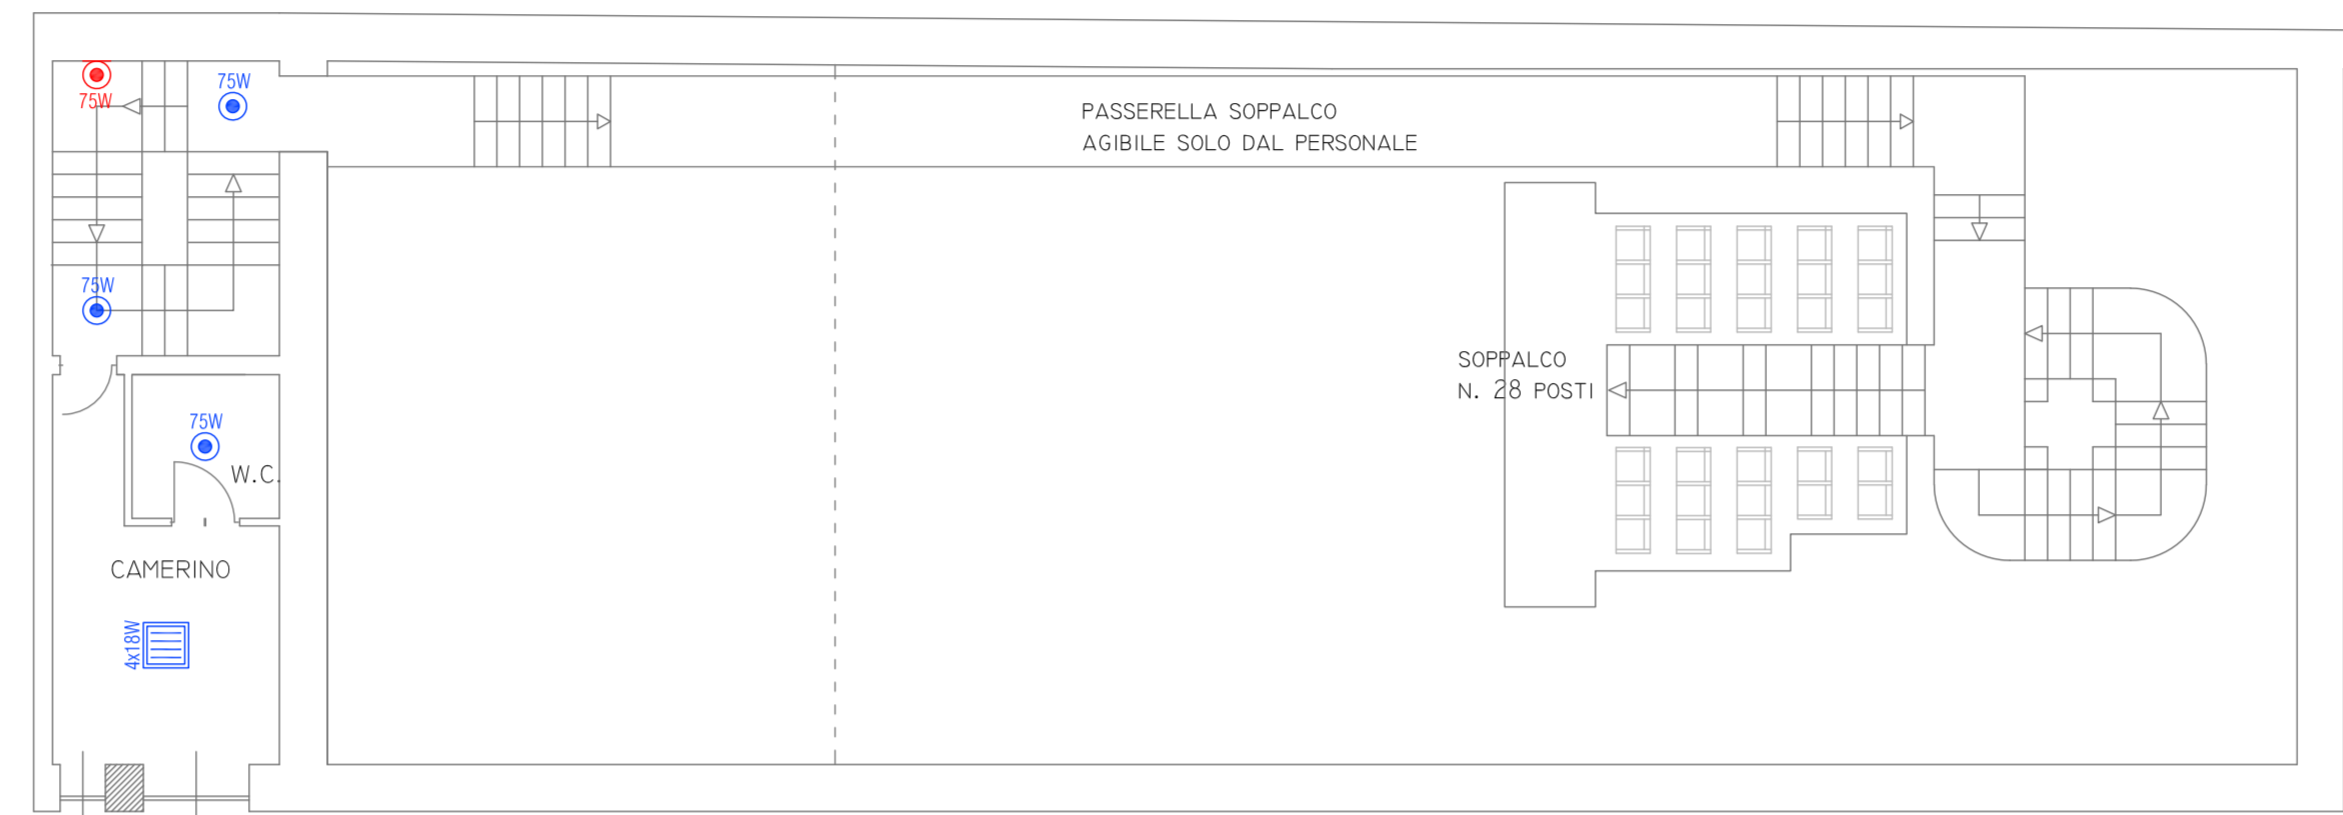 75W
75W
PASSERELLA SOPPALCO
AGIBILE SOLO DAL PERSONALE
75W
SOPPALCO
N. 28 POSTI
75W
W.C.
CAMERINO
4x18W